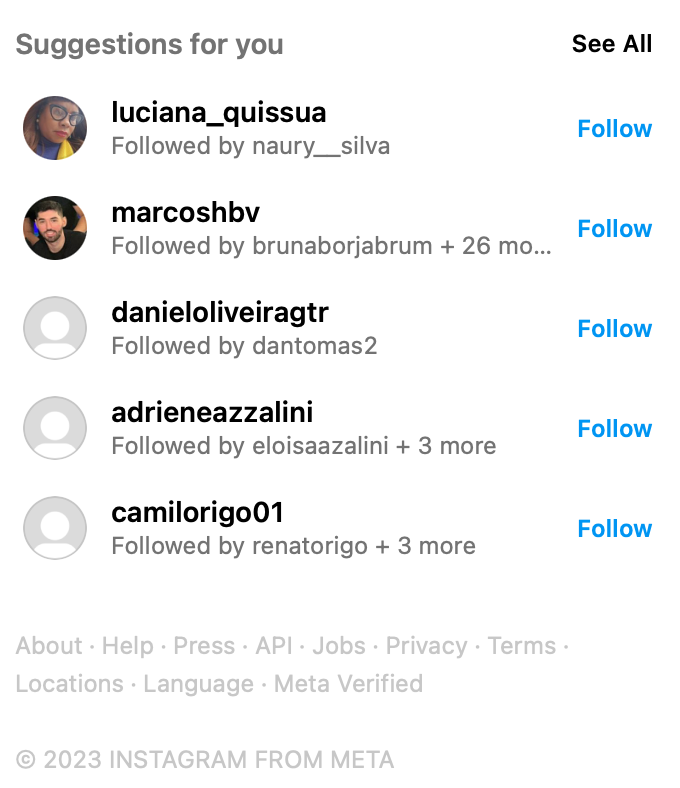 Suggestions for you See All
luciana_quissua
Followed by naury__silva
Follow
marcoshbv
Followed by brunaborjabrum + 26 mo...
Follow
danieloliveiragtr
Followed by dantomas2
Follow
adrieneazzalini
Followed by eloisaazalini + 3 more
Follow
camilorigo01
Followed by renatorigo + 3 more
Follow
About · Help · Press · API · Jobs · Privacy · Terms ·
Locations · Language · Meta Verified
© 2023 INSTAGRAM FROM META